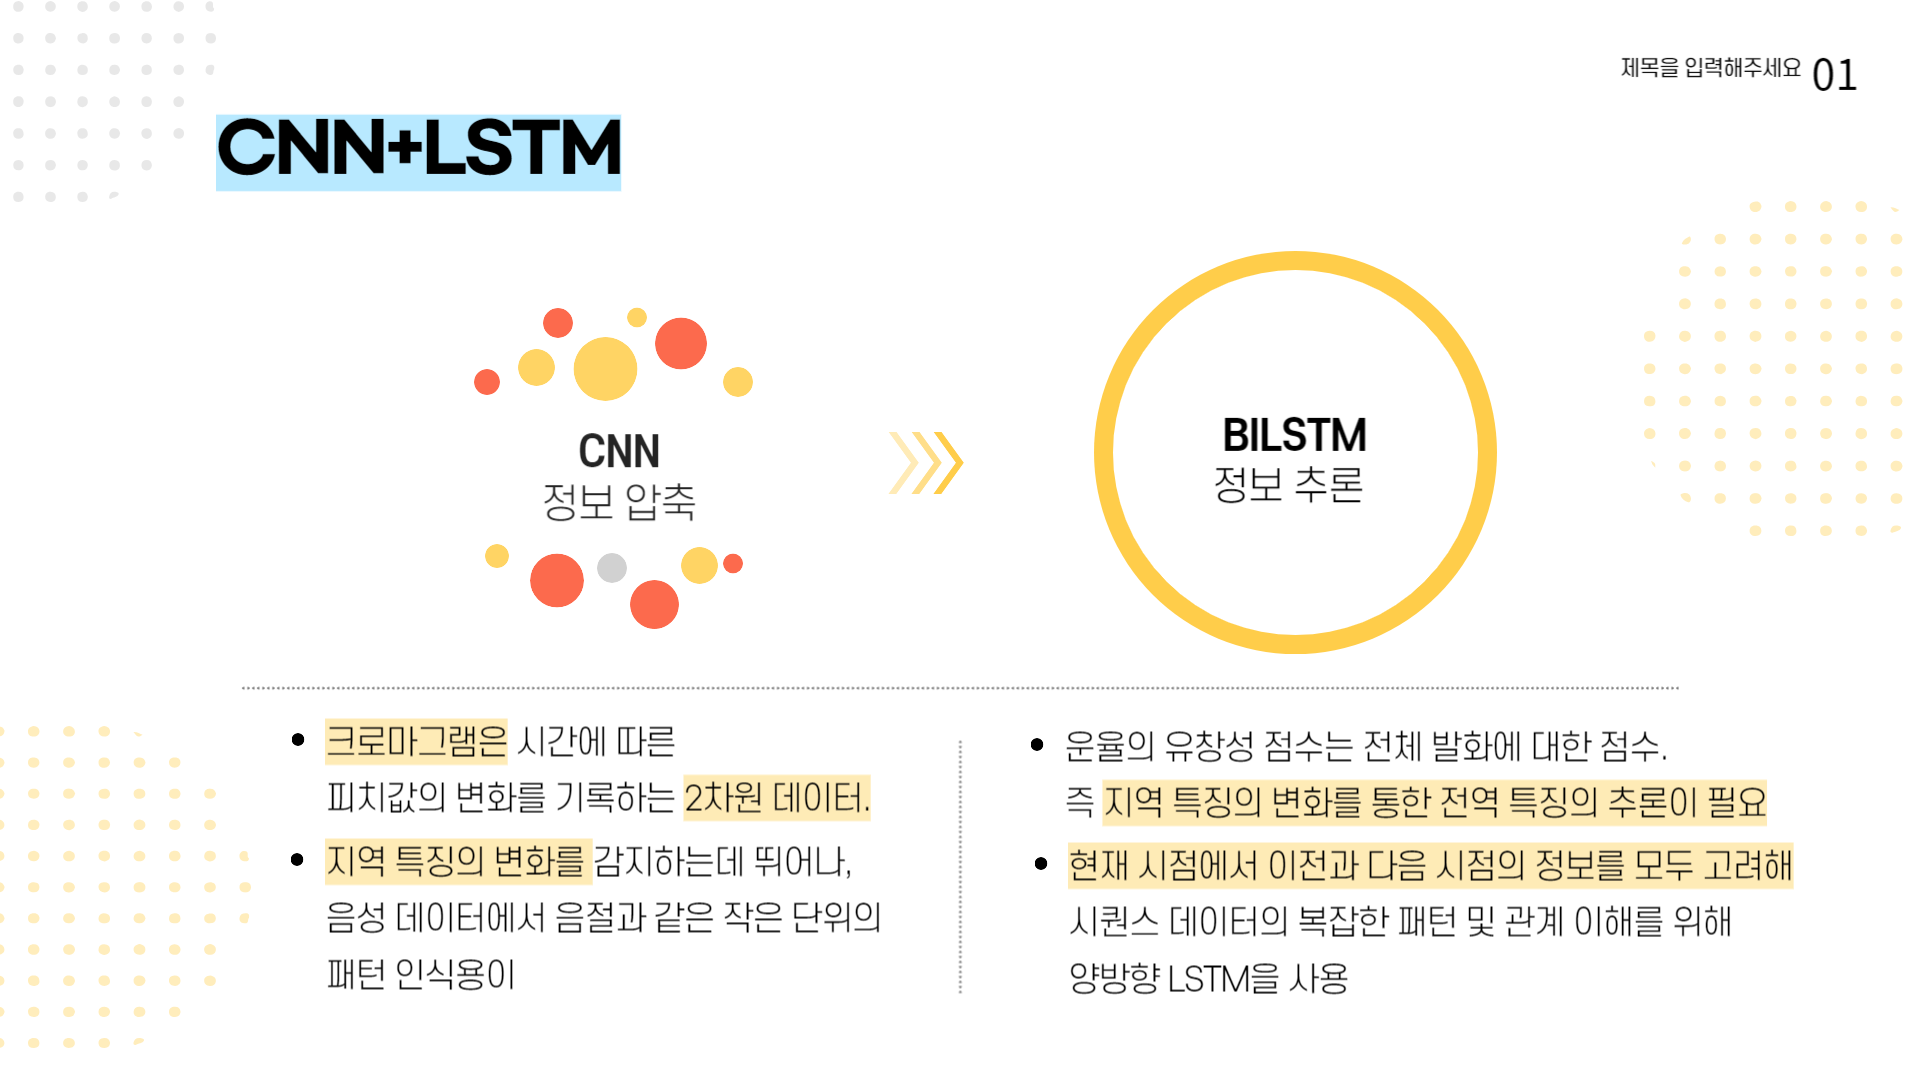 제목을 입력해주세요 01
CNN+LSTM
CNN
정보 압축
BILSTM
정보 추론
크로마그램은 시간에 따른
피치값의 변화를 기록하는 2차원 데이터.
지역 특징의 변화를 감지하는데 뛰어나,
음성 데이터에서 음절과 같은 작은 단위의
패턴 인식용이
운율의 유창성 점수는 전체 발화에 대한 점수.
즉 지역 특징의 변화를 통한 전역 특징의 추론이 필요
현재 시점에서 이전과 다음 시점의 정보를 모두 고려해
시퀀스 데이터의 복잡한 패턴 및 관계 이해를 위해
양방향 LSTM을 사용